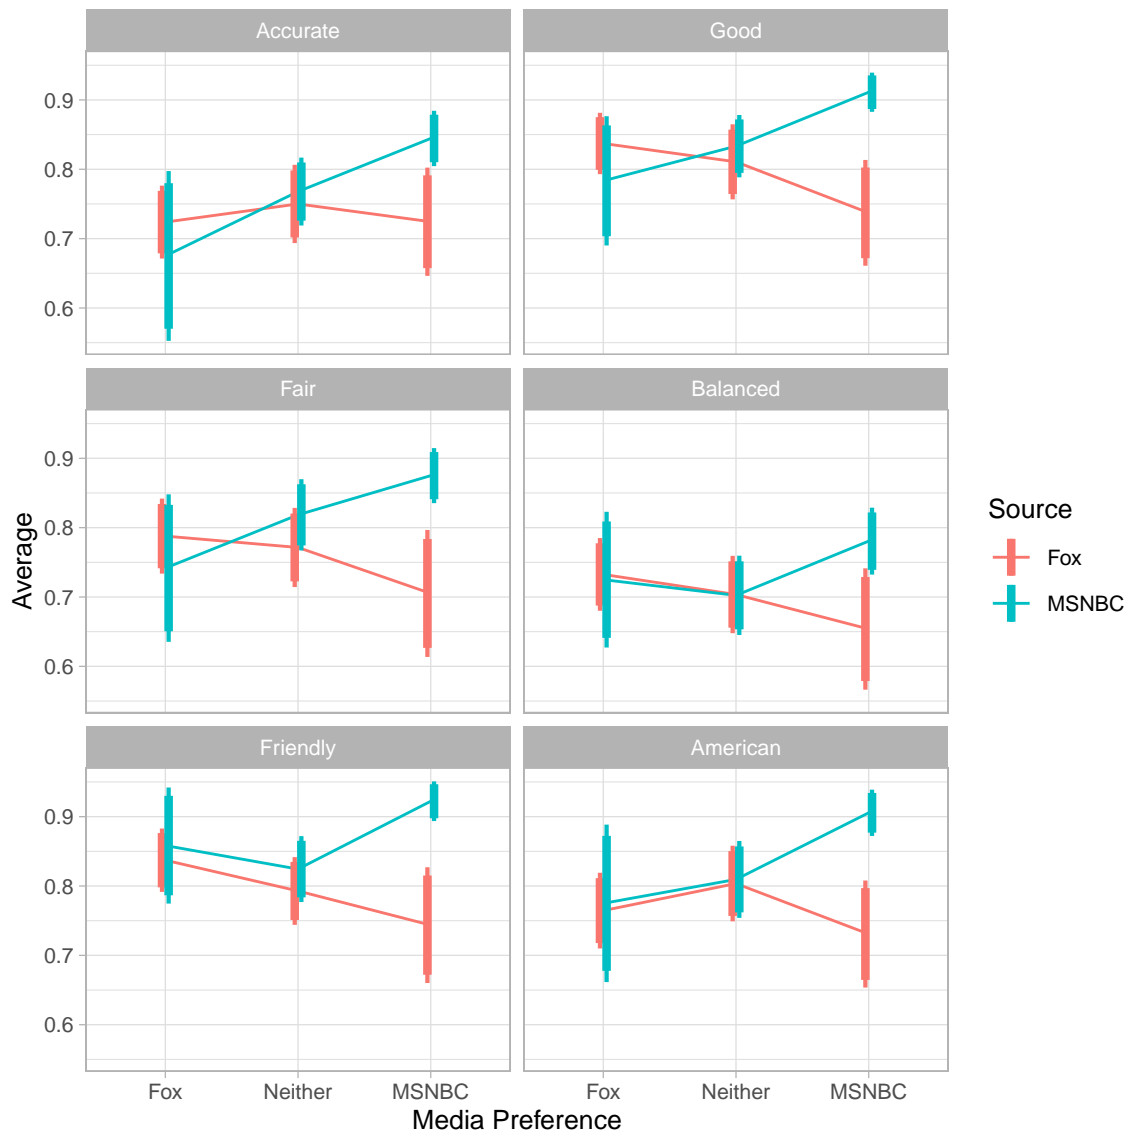 Accurate
Good
0.9
0.8
0.7
0.6
Fair
Balanced
0.9
0.8
0.7
0.6
Friendly
American
0.9
0.8
0.7
0.6
Fox Neither MSNBC
Fox Neither MSNBC
Media Preference
Average
Source
Fox
MSNBC